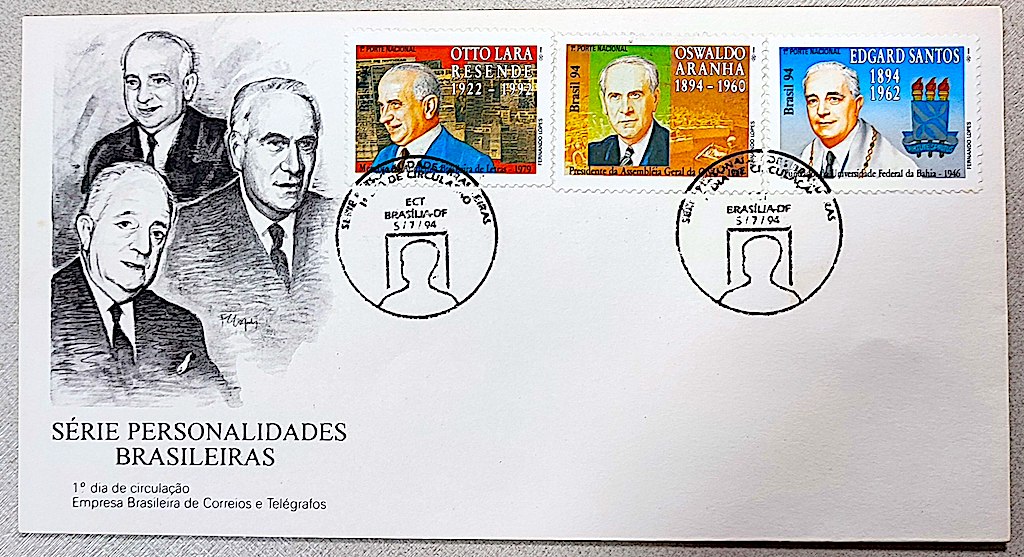 1º PORTE NACIONAL
OTTO LARA
RESENDE
1922 - 1992
FERNANDO LOPES
1º PORTE NACIONAL
Brasil 94
OSWALDO
ARANHA
1894 - 1960
FERNANDO LOPES
Presidente da Assembléia Geral da
1º PORTE NACIONAL
Brasil 94
EDGARD SANTOS
1894
1962
FERNANDO LOPES
Universidade Federal da Bahia - 1946
DE CIRCULAÇÃO
ECT
BRASÍLIA-DF
5/7/94
BRASÍLIA-DF
5/7/94
SÉRIE PERSONALIDADES
BRASILEIRAS
1º dia de circulação
Empresa Brasileira de Correios e Telégrafos